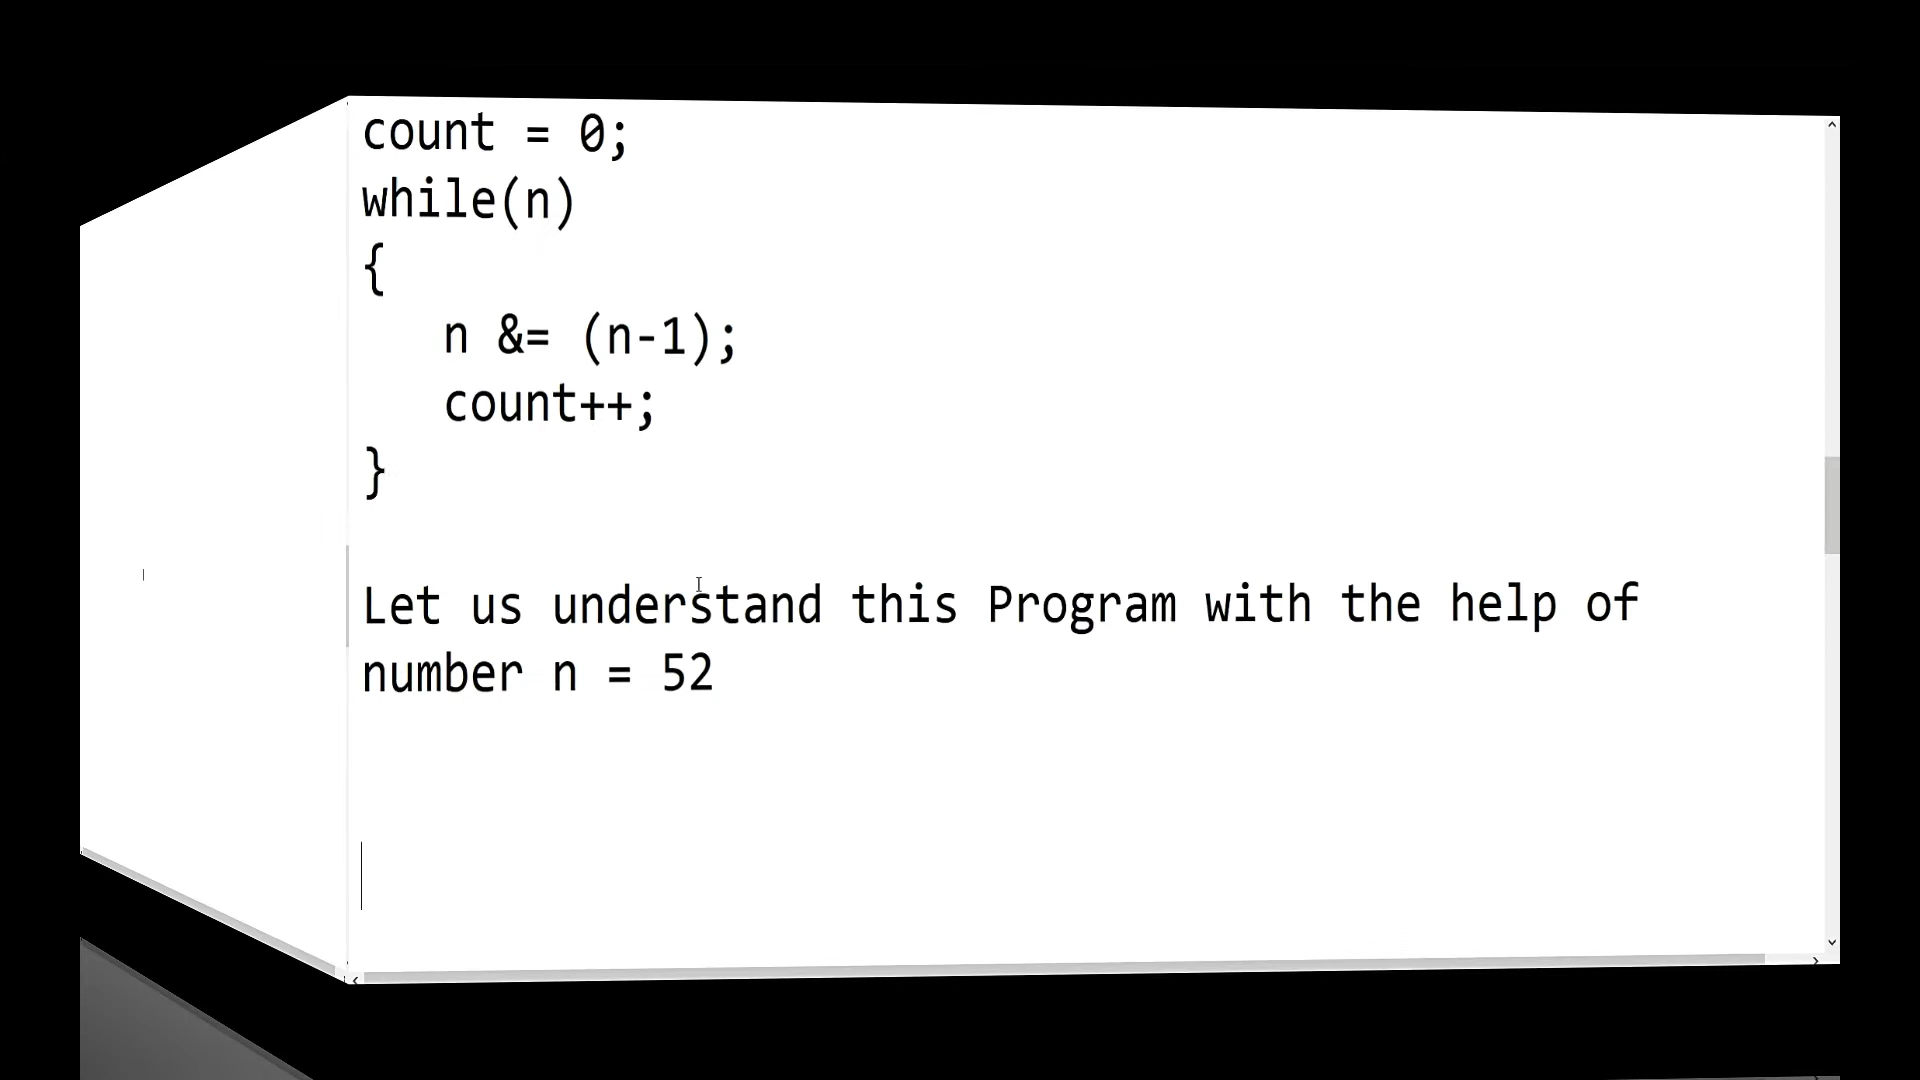 count = 0;
while(n)
{
   n &= (n-1);
   count++;
}
Let us understand this Program with the help of
number n = 52